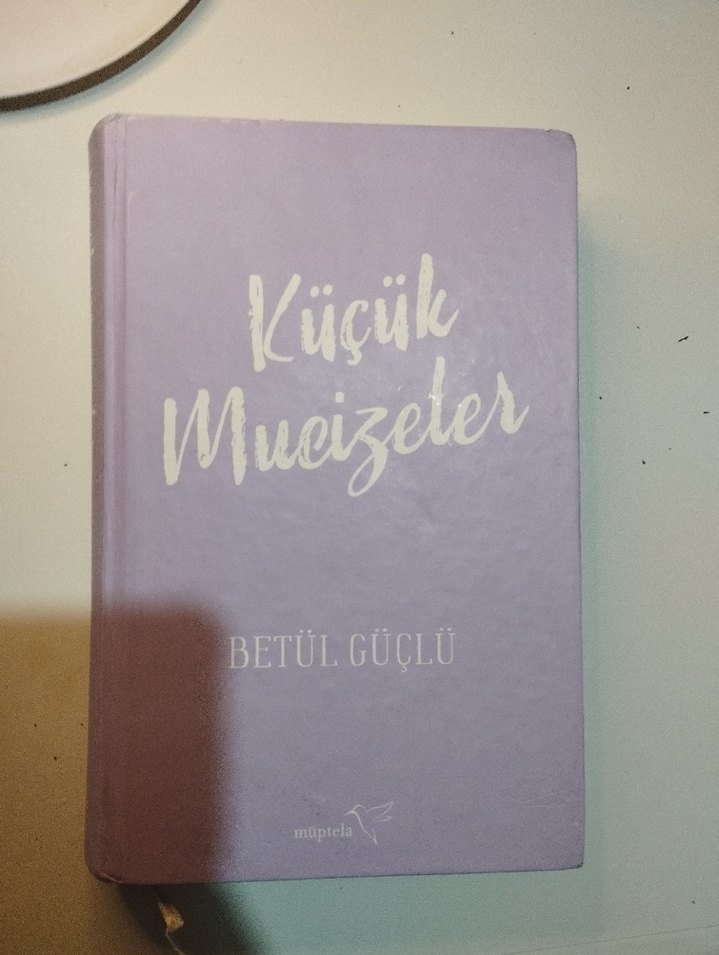 Küçük
Mucizeler
BETÜL GÜÇLÜ
müptela